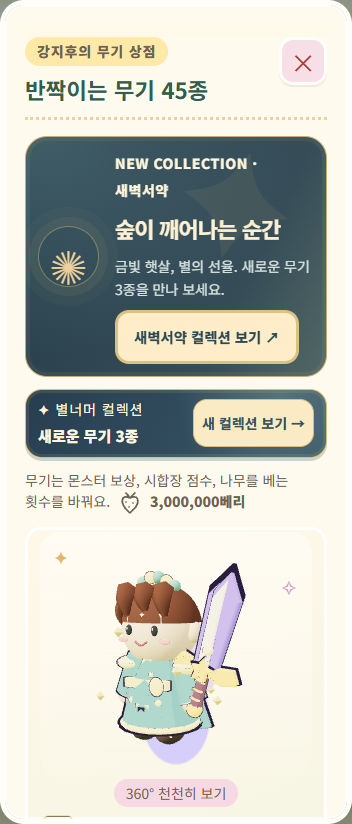 강지후의 무기 상점
반짝이는 무기 45종
NEW COLLECTION ·
새벽서약
숲이 깨어나는 순간
금빛 햇살, 별의 선율. 새로운 무기
3종을 만나 보세요.
새벽서약 컬렉션 보기 ↗
✦ 별너머 컬렉션
새로운 무기 3종
새 컬렉션 보기 →
무기는 몬스터 보상, 시합장 점수, 나무를 베는
횟수를 바꿔요. 3,000,000베리
360° 천천히 보기